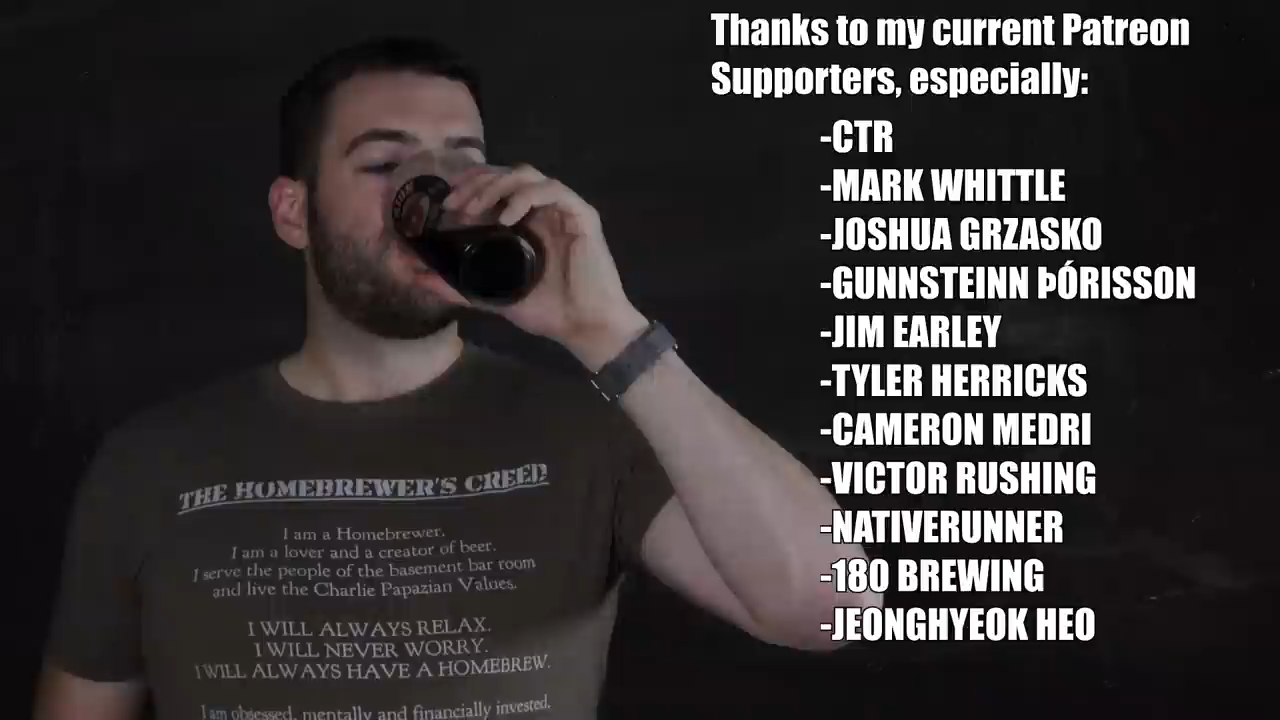 Thanks to my current Patreon
Supporters, especially:
-CTR
-MARK WHITTLE
-JOSHUA GRZASKO
-GUNNSTEINN ÞÓRISSON
-JIM EARLEY
-TYLER HERRICKS
-CAMERON MEDRI
-VICTOR RUSHING
-NATIVERUNNER
-180 BREWING
-JEONGHYEOK HEO
THE HOMEBREWER'S CREED
I am a Homebrewer.
I am a lover and a creator of beer.
I serve the people of the basement bar room
and live the Charlie Papazian Values.
I WILL ALWAYS RELAX.
I WILL NEVER WORRY.
I WILL ALWAYS HAVE A HOMEBREW.
I am obsessed, mentally and financially invested.